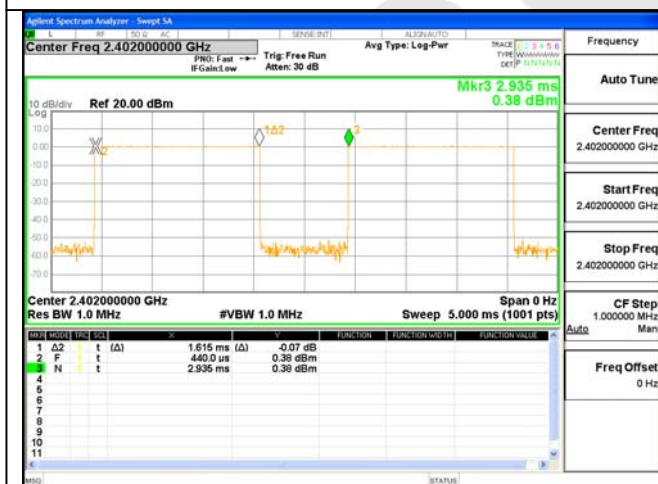 Agilent Spectrum Analyzer - Swept SA
L RF 50 Ω AC SENSE:INT ALIGN AUTO
Center Freq 2.402000000 GHz
PNO: Fast
IFGain:Low
Trig: Free Run
Atten: 30 dB
Avg Type: Log-Pwr
TRACE 1 2 3 4 5 6
TYPE
DET P N N N N N
Mkr3 2.935 ms
0.38 dBm
10 dB/div Ref 20.00 dBm
Log
10.0
0.00
-10.0
-20.0
-30.0
-40.0
-50.0
-60.0
-70.0
2
1Δ2
3
Center 2.402000000 GHz Span 0 Hz
Res BW 1.0 MHz #VBW 1.0 MHz Sweep 5.000 ms (1001 pts)
MKR MODE TRC SCL X Y FUNCTION FUNCTION WIDTH FUNCTION VALUE
1 Δ2 1 t (Δ) 1.615 ms (Δ) -0.07 dB
2 F 1 t 440.0 µs 0.38 dBm
3 N 1 t 2.935 ms 0.38 dBm
4
5
6
7
8
9
10
11
MSG STATUS
Frequency
Auto Tune
Center Freq
2.402000000 GHz
Start Freq
2.402000000 GHz
Stop Freq
2.402000000 GHz
CF Step
1.000000 MHz
Auto Man
Freq Offset
0 Hz